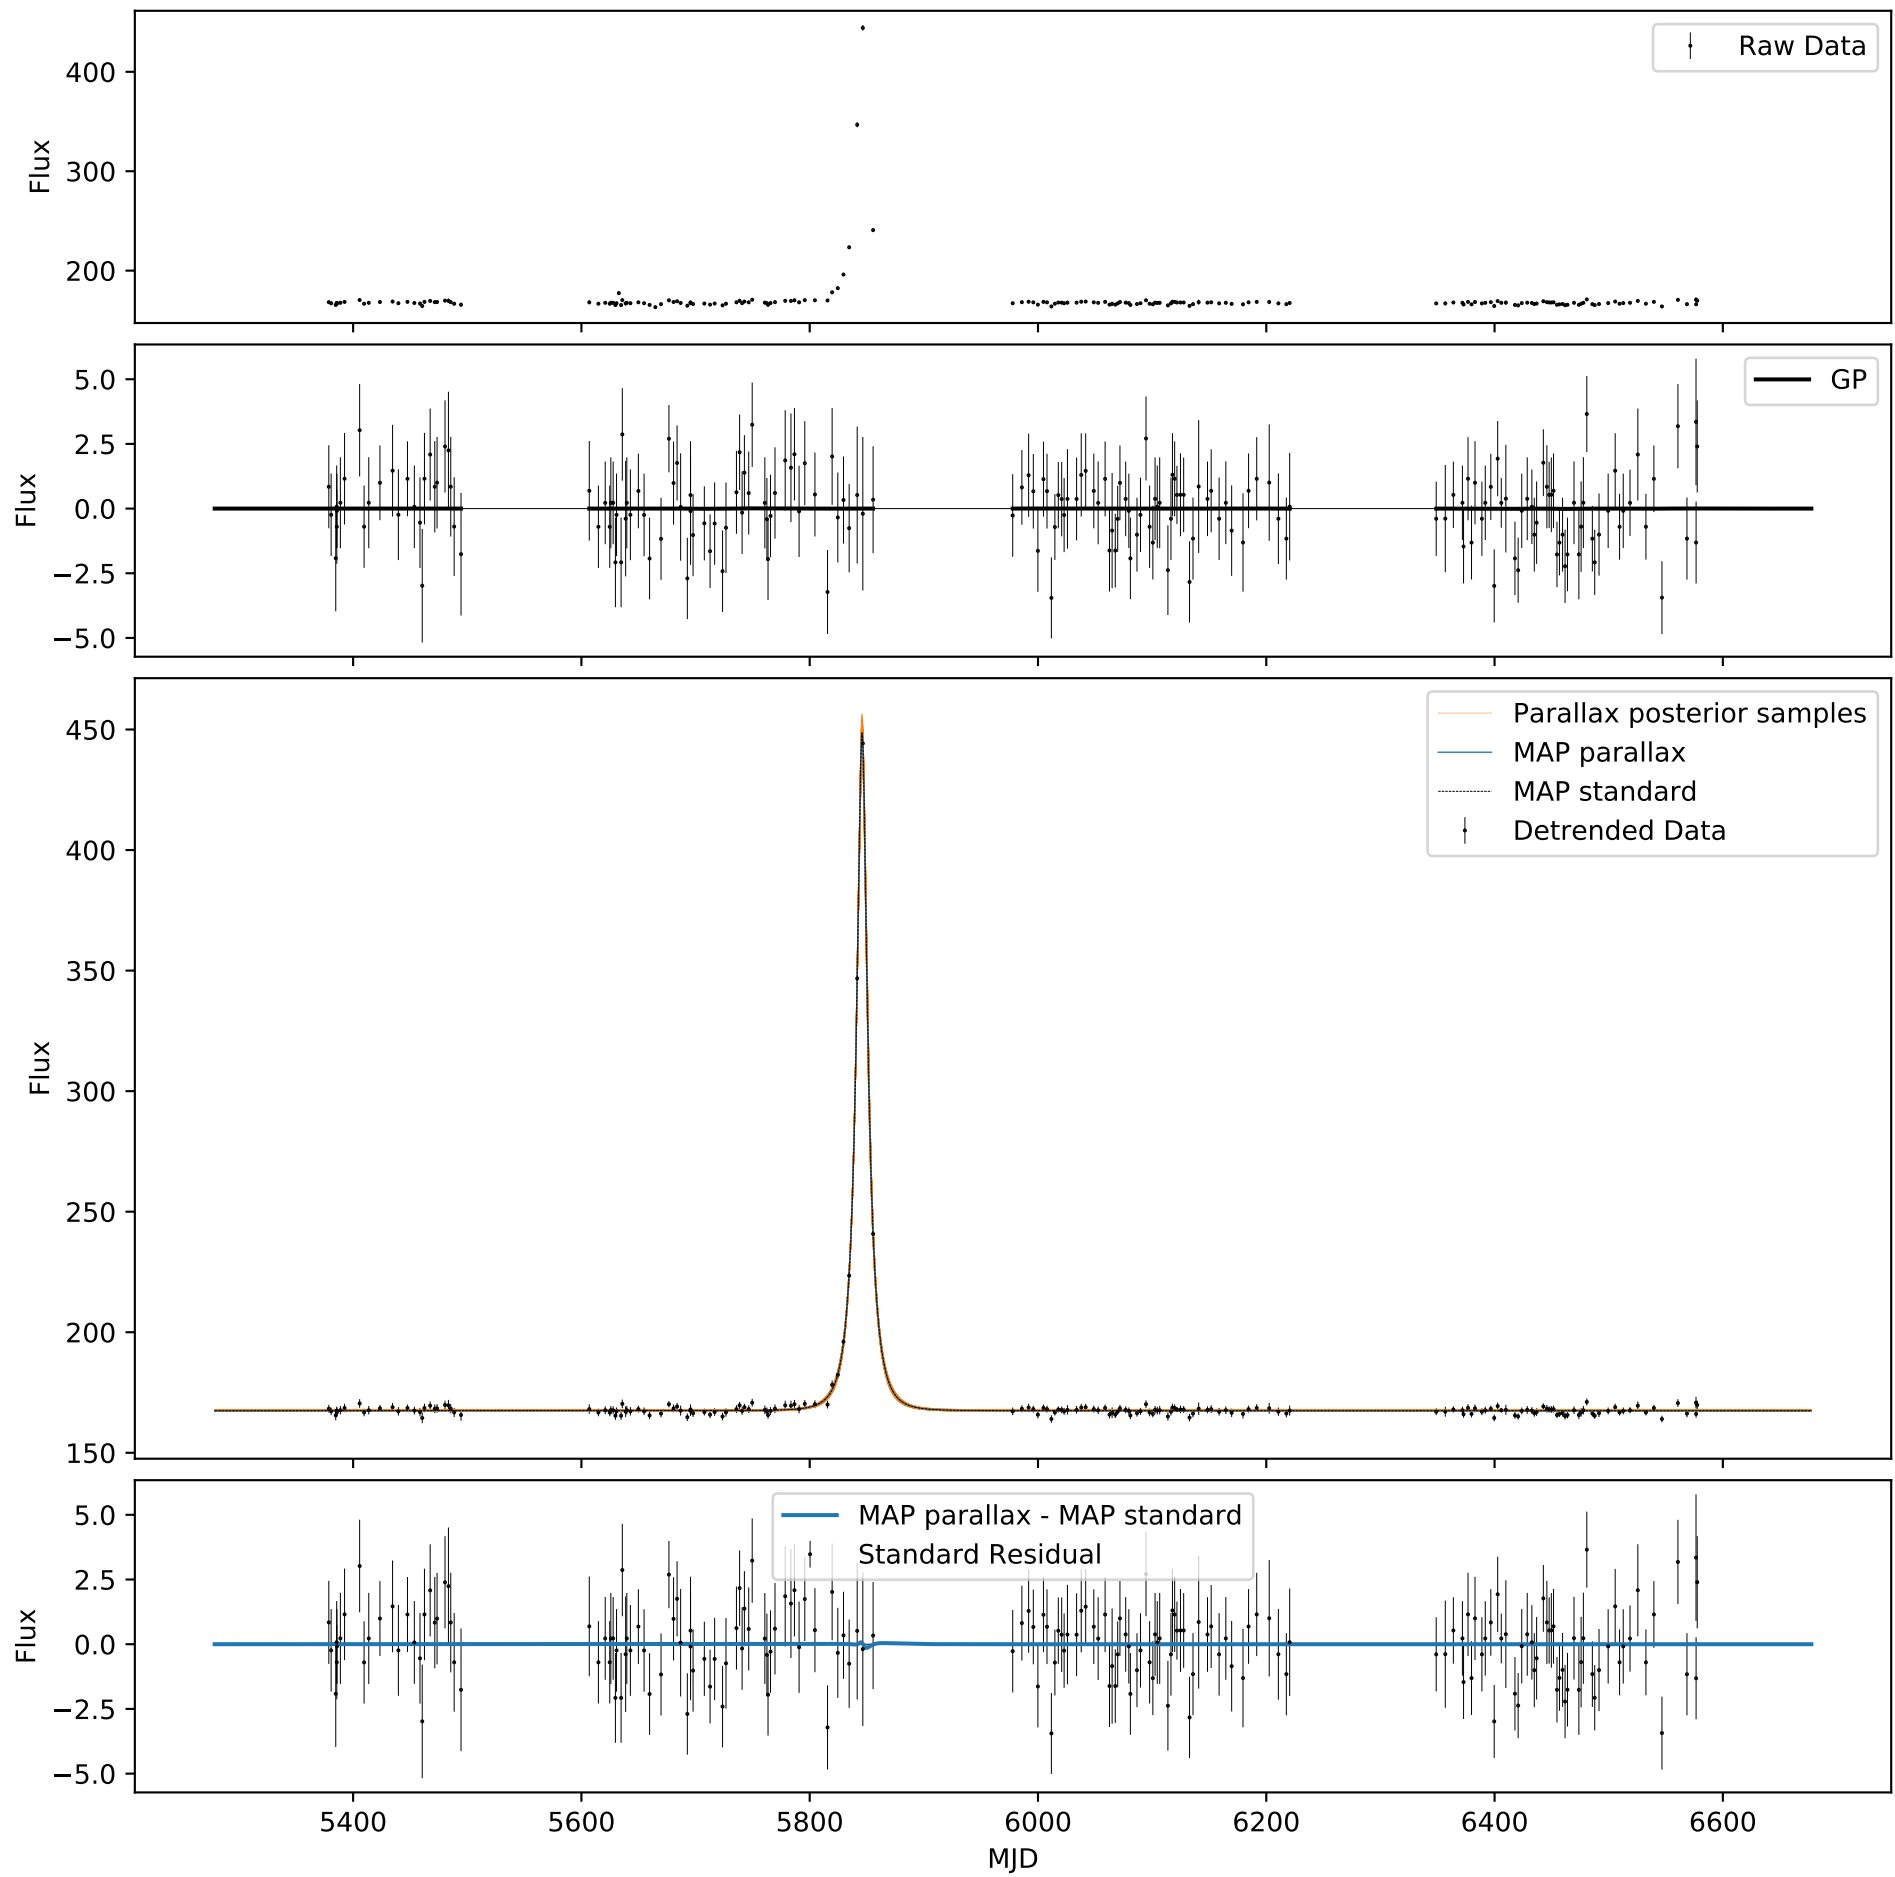 Flux
400
300
200
Raw Data
Flux
5.0
2.5
0.0
−2.5
−5.0
GP
Flux
450
400
350
300
250
200
150
Parallax posterior samples
MAP parallax
MAP standard
Detrended Data
Flux
5.0
2.5
0.0
−2.5
−5.0
MAP parallax - MAP standard
Standard Residual
5400 5600 5800 6000 6200 6400 6600
MJD